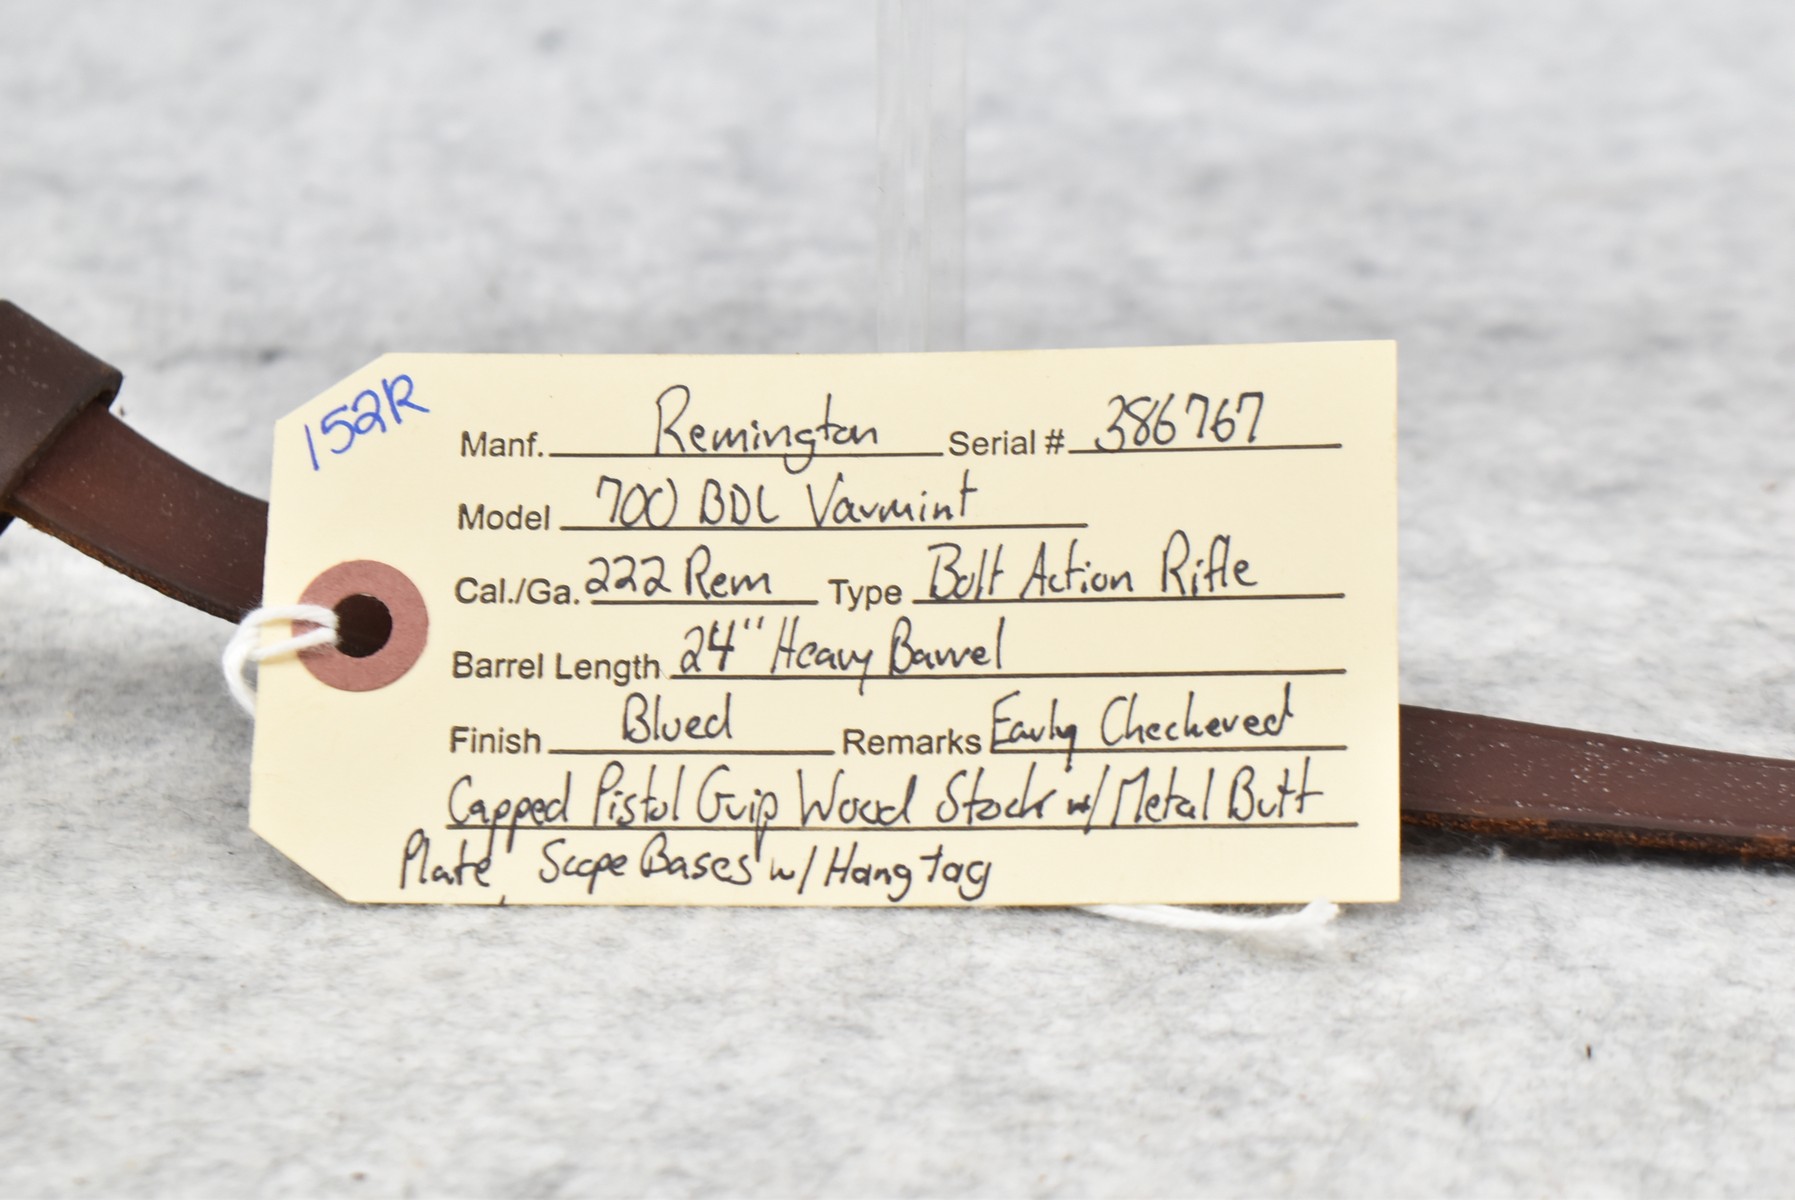 152R
Manf. Remington Serial # 386767
Model 700 BDL Varmint
Cal./Ga. 222 Rem Type Bolt Action Rifle
Barrel Length 24" Heavy Barrel
Finish Blued Remarks Early Checkered
Capped Pistol Grip Wood Stock w/ Metal Butt
Plate, Scope Bases w/ Hang tag